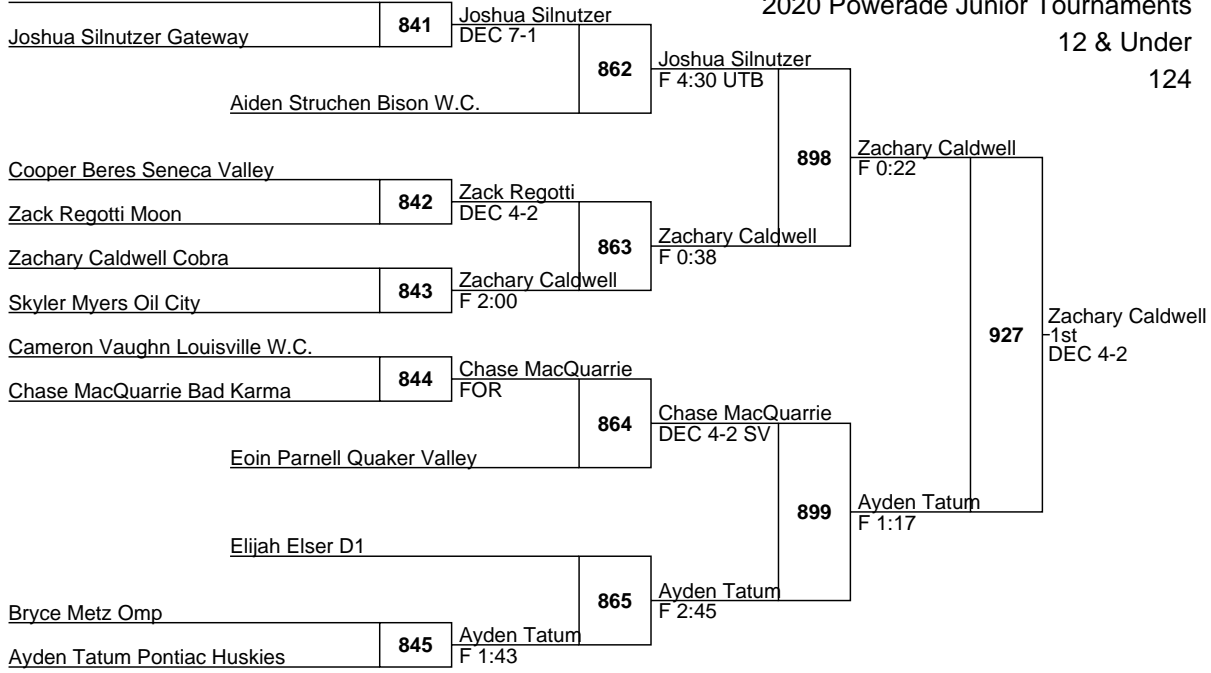 2020 Powerade Junior Tournaments
12 & Under
124
841
Joshua Silnutzer Gateway
Joshua Silnutzer
DEC 7-1
862
Joshua Silnutzer
F 4:30 UTB
Aiden Struchen Bison W.C.
898
Zachary Caldwell
F 0:22
Cooper Beres Seneca Valley
842
Zack Regotti
DEC 4-2
Zack Regotti Moon
863
Zachary Caldwell
F 0:38
Zachary Caldwell Cobra
843
Zachary Caldwell
F 2:00
Skyler Myers Oil City
927
Zachary Caldwell
1st
DEC 4-2
Cameron Vaughn Louisville W.C.
844
Chase MacQuarrie
FOR
Chase MacQuarrie Bad Karma
864
Chase MacQuarrie
DEC 4-2 SV
Eoin Parnell Quaker Valley
899
Ayden Tatum
F 1:17
Elijah Elser D1
865
Ayden Tatum
F 2:45
Bryce Metz Omp
845
Ayden Tatum
F 1:43
Ayden Tatum Pontiac Huskies